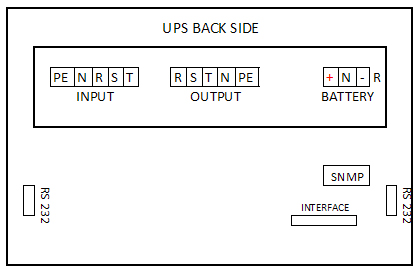 UPS BACK SIDE
PE N R S T
R S T N PE
+ N - R
INPUT
OUTPUT
BATTERY
SNMP
RS 232
INTERFACE
RS 232